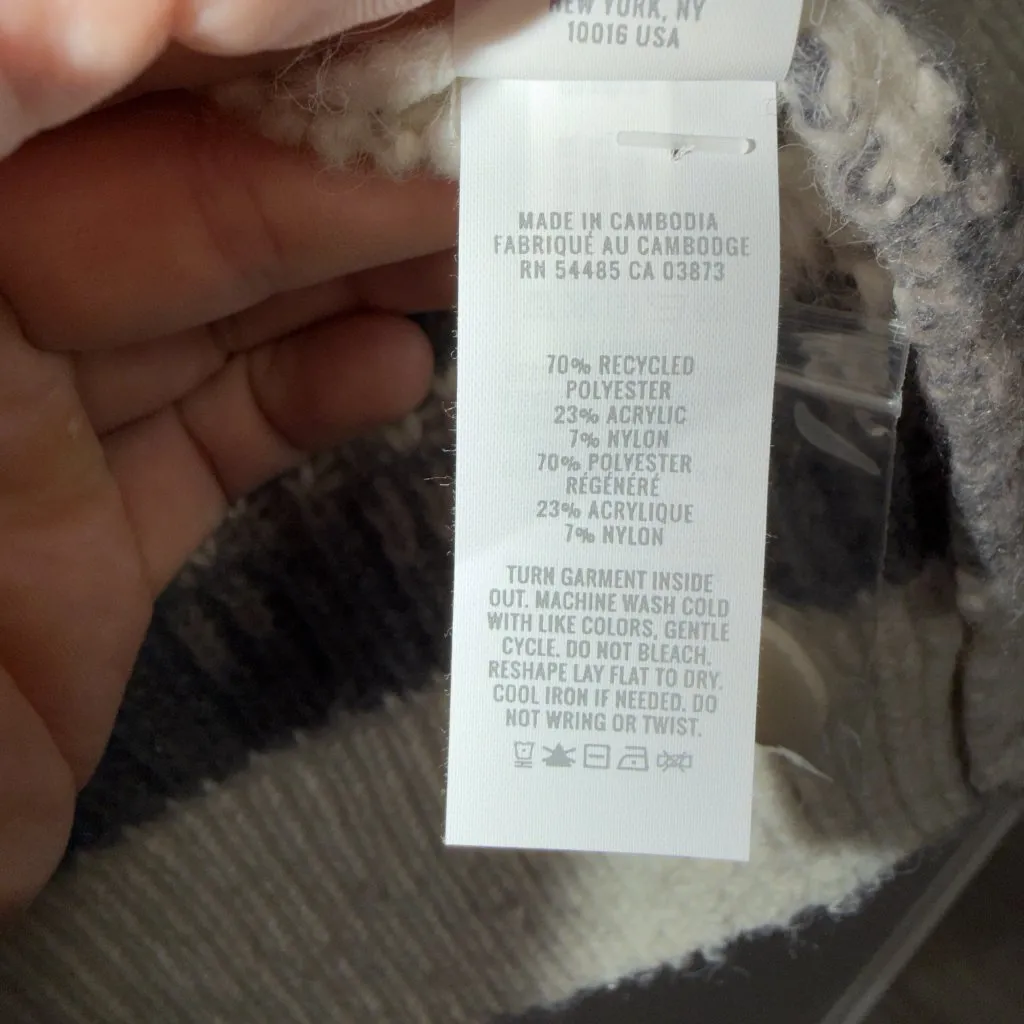 NEW YORK, NY
10016 USA
MADE IN CAMBODIA
FABRIQUÉ AU CAMBODGE
RN 54485 CA 03873
70% RECYCLED
POLYESTER
23% ACRYLIC
7% NYLON
70% POLYESTER
RÉGÉNÉRÉ
23% ACRYLIQUE
7% NYLON
TURN GARMENT INSIDE
OUT. MACHINE WASH COLD
WITH LIKE COLORS, GENTLE
CYCLE. DO NOT BLEACH.
RESHAPE LAY FLAT TO DRY.
COOL IRON IF NEEDED. DO
NOT WRING OR TWIST.